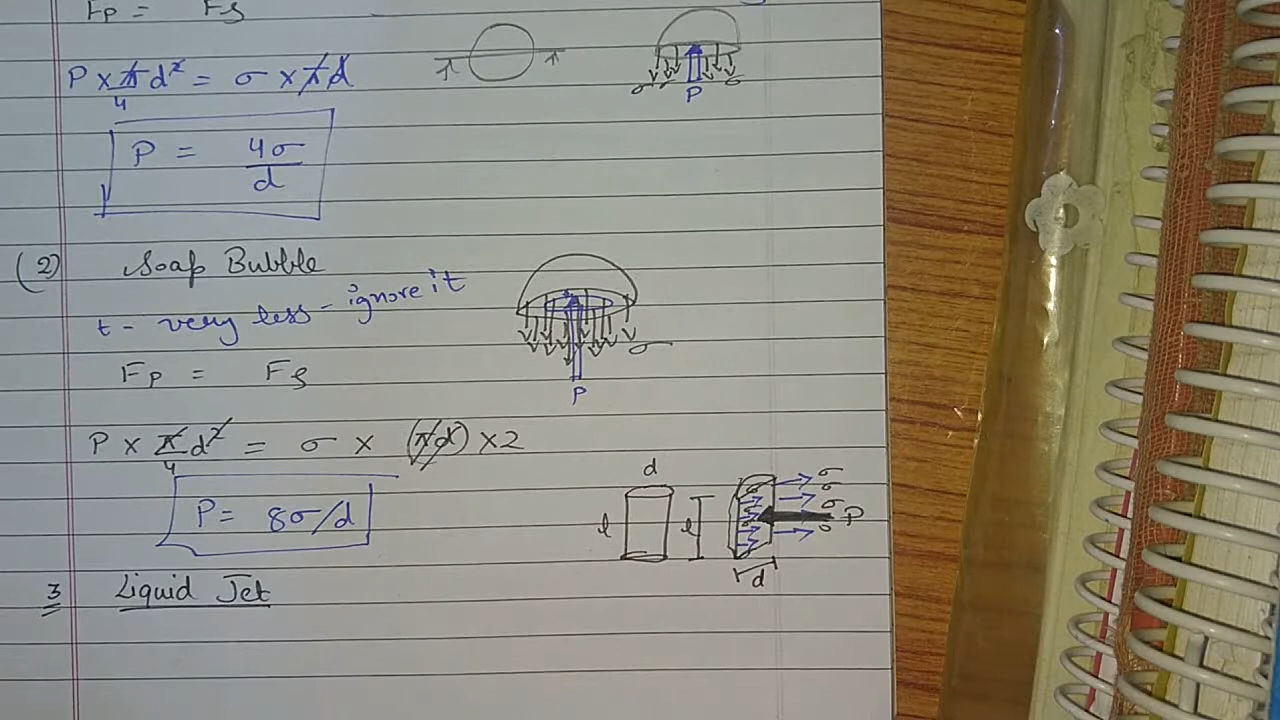 Fp = Fs
P × π/4 d² = σ × πd
P = 4σ/d
σ P σ
(2) Soap Bubble
t - very less - ignore it
Fp = Fs
σ
P
P × π/4 d² = σ × (πd) × 2
P = 8σ/d
d
l
l
σ
σ
σ
σ
P
d
3 Liquid Jet